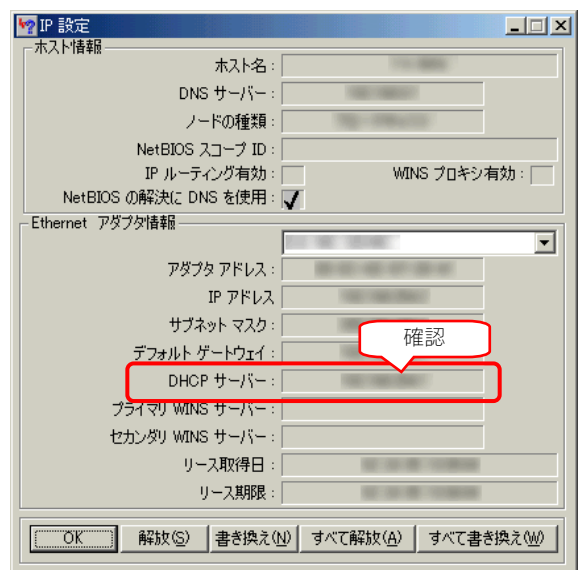 IP 設定
ホスト情報
ホスト名 :
DNS サーバー :
ノードの種類 :
NetBIOS スコープ ID :
IP ルーティング有効 : WINS プロキシ有効 :
NetBIOS の解決に DNS を使用 :
Ethernet アダプタ情報
アダプタ アドレス :
IP アドレス
サブネット マスク :
確認
デフォルト ゲートウェイ :
DHCP サーバー :
プライマリ WINS サーバー :
セカンダリ WINS サーバー :
リース取得日 :
リース期限 :
OK 解放(S) 書き換え(N) すべて解放(A) すべて書き換え(W)